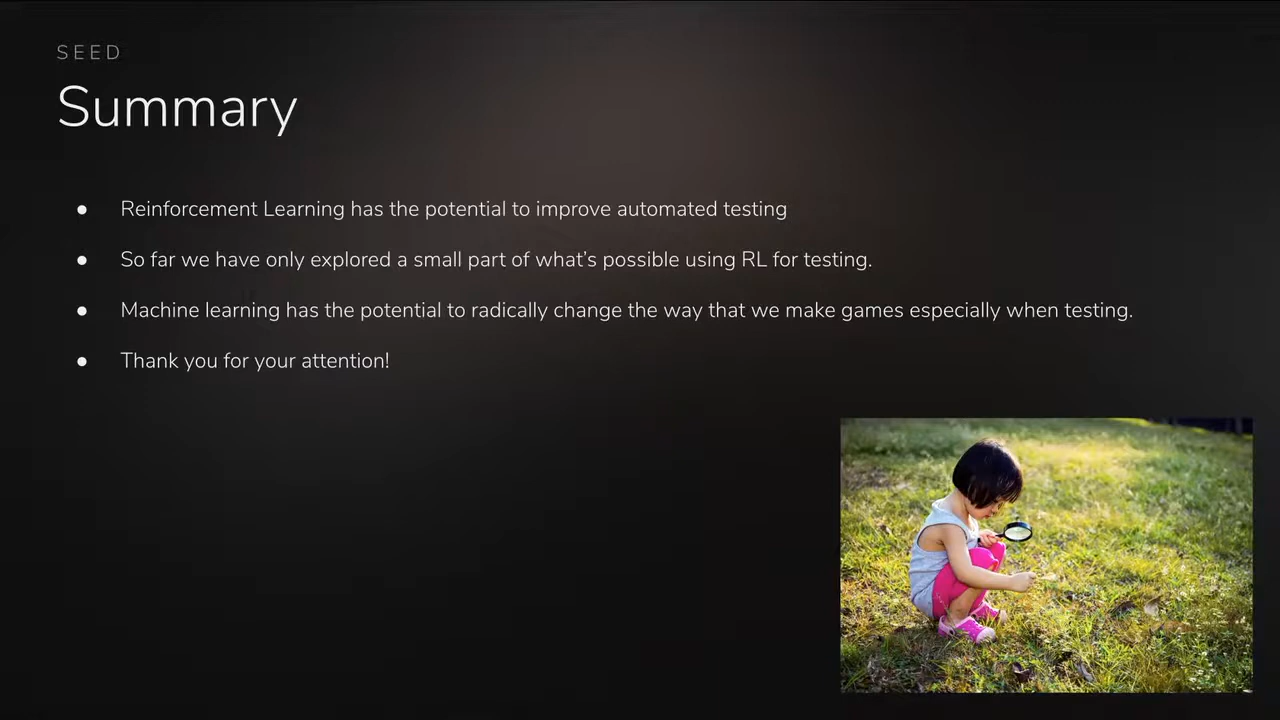 SEED
Summary
● Reinforcement Learning has the potential to improve automated testing
● So far we have only explored a small part of what's possible using RL for testing.
● Machine learning has the potential to radically change the way that we make games especially when testing.
● Thank you for your attention!